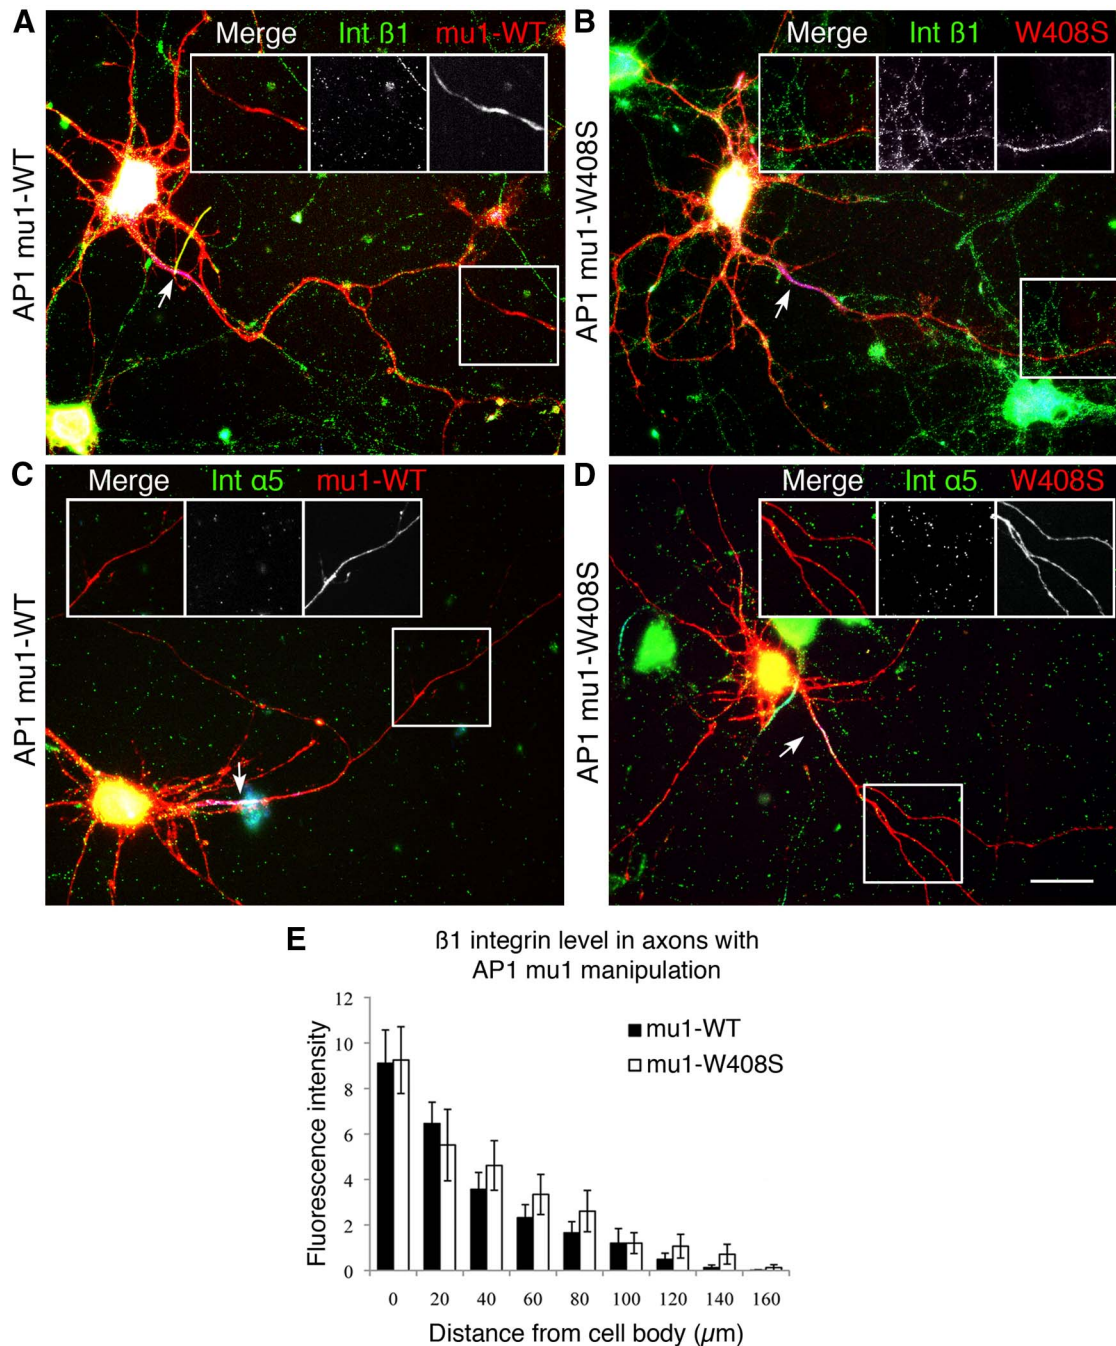 A
Merge Int ß1 mu1-WT
AP1 mu1-WT
B
Merge Int ß1 W408S
AP1 mu1-W408S
C
Merge Int α5 mu1-WT
AP1 mu1-WT
D
Merge Int α5 W408S
AP1 mu1-W408S
E
ß1 integrin level in axons with
AP1 mu1 manipulation
mu1-WT
mu1-W408S
Fluorescence intensity
12
10
8
6
4
2
0
0 20 40 60 80 100 120 140 160
Distance from cell body (µm)